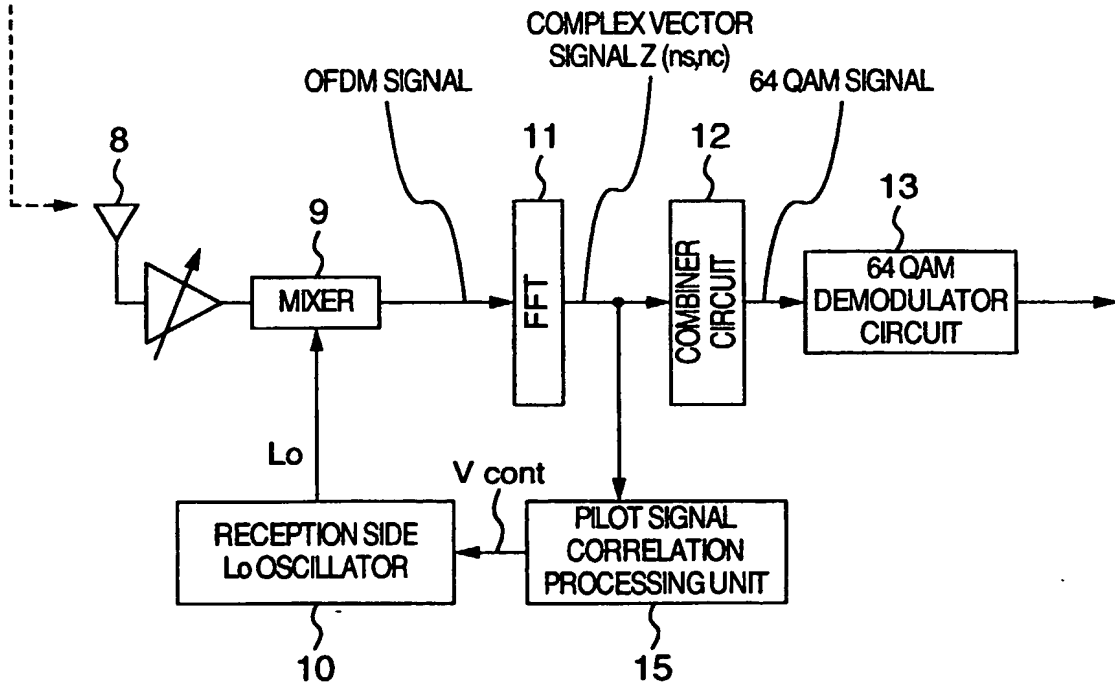 COMPLEX VECTOR
SIGNAL Z (ns,nc)
OFDM SIGNAL
64 QAM SIGNAL
8
9
11
12
13
MIXER
FFT
COMBINER
CIRCUIT
64 QAM
DEMODULATOR
CIRCUIT
Lo
V cont
RECEPTION SIDE
Lo OSCILLATOR
PILOT SIGNAL
CORRELATION
PROCESSING UNIT
10
15